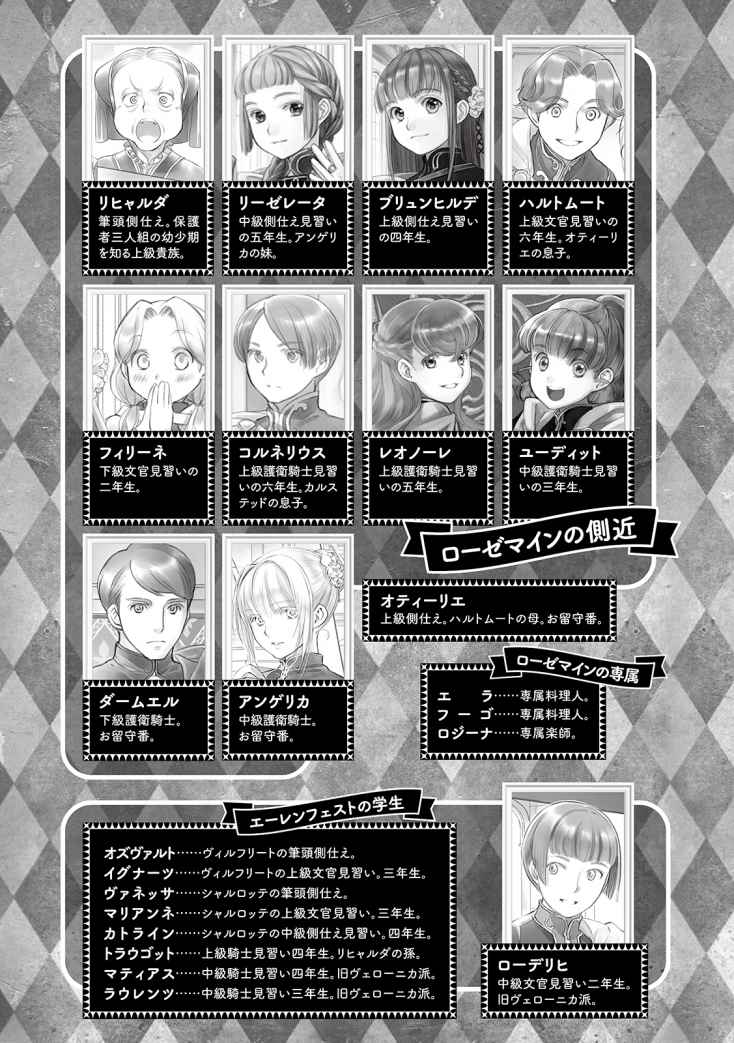 リヒャルダ
筆頭側仕え。保護
者三人組の幼少期
を知る上級貴族。
リーゼレータ
中級側仕え見習い
の五年生。アンゲリ
カの妹。
ブリュンヒルデ
上級側仕え見習い
の四年生。
ハルトムート
上級文官見習いの
六年生。オティーリ
エの息子。
フィリーネ
下級文官見習いの
二年生。
コルネリウス
上級護衛騎士見習
いの六年生。カルス
テッドの息子。
レオノーレ
上級護衛騎士見習
いの五年生。
ユーディット
中級護衛騎士見習
いの三年生。
ローゼマインの側近
ダームエル
下級護衛騎士。
お留守番。
アンゲリカ
中級護衛騎士。
お留守番。
オティーリエ
上級側仕え。ハルトムートの母。お留守番。
ローゼマインの専属
エラ……専属料理人。
フーゴ……専属料理人。
ロジーナ……専属楽師。
エーレンフェストの学生
オズヴァルト……ヴィルフリートの筆頭側仕え。
イグナーツ……ヴィルフリートの上級文官見習い。三年生。
ヴァネッサ……シャルロッテの筆頭側仕え。
マリアンネ……シャルロッテの上級文官見習い。三年生。
カトライン……シャルロッテの中級側仕え見習い。四年生。
トラウゴット……上級騎士見習い四年生。リヒャルダの孫。
マティアス……中級騎士見習い四年生。旧ヴェローニカ派。
ラウレンツ……中級騎士見習い三年生。旧ヴェローニカ派。
ローデリヒ
中級文官見習い二年生。
旧ヴェローニカ派。